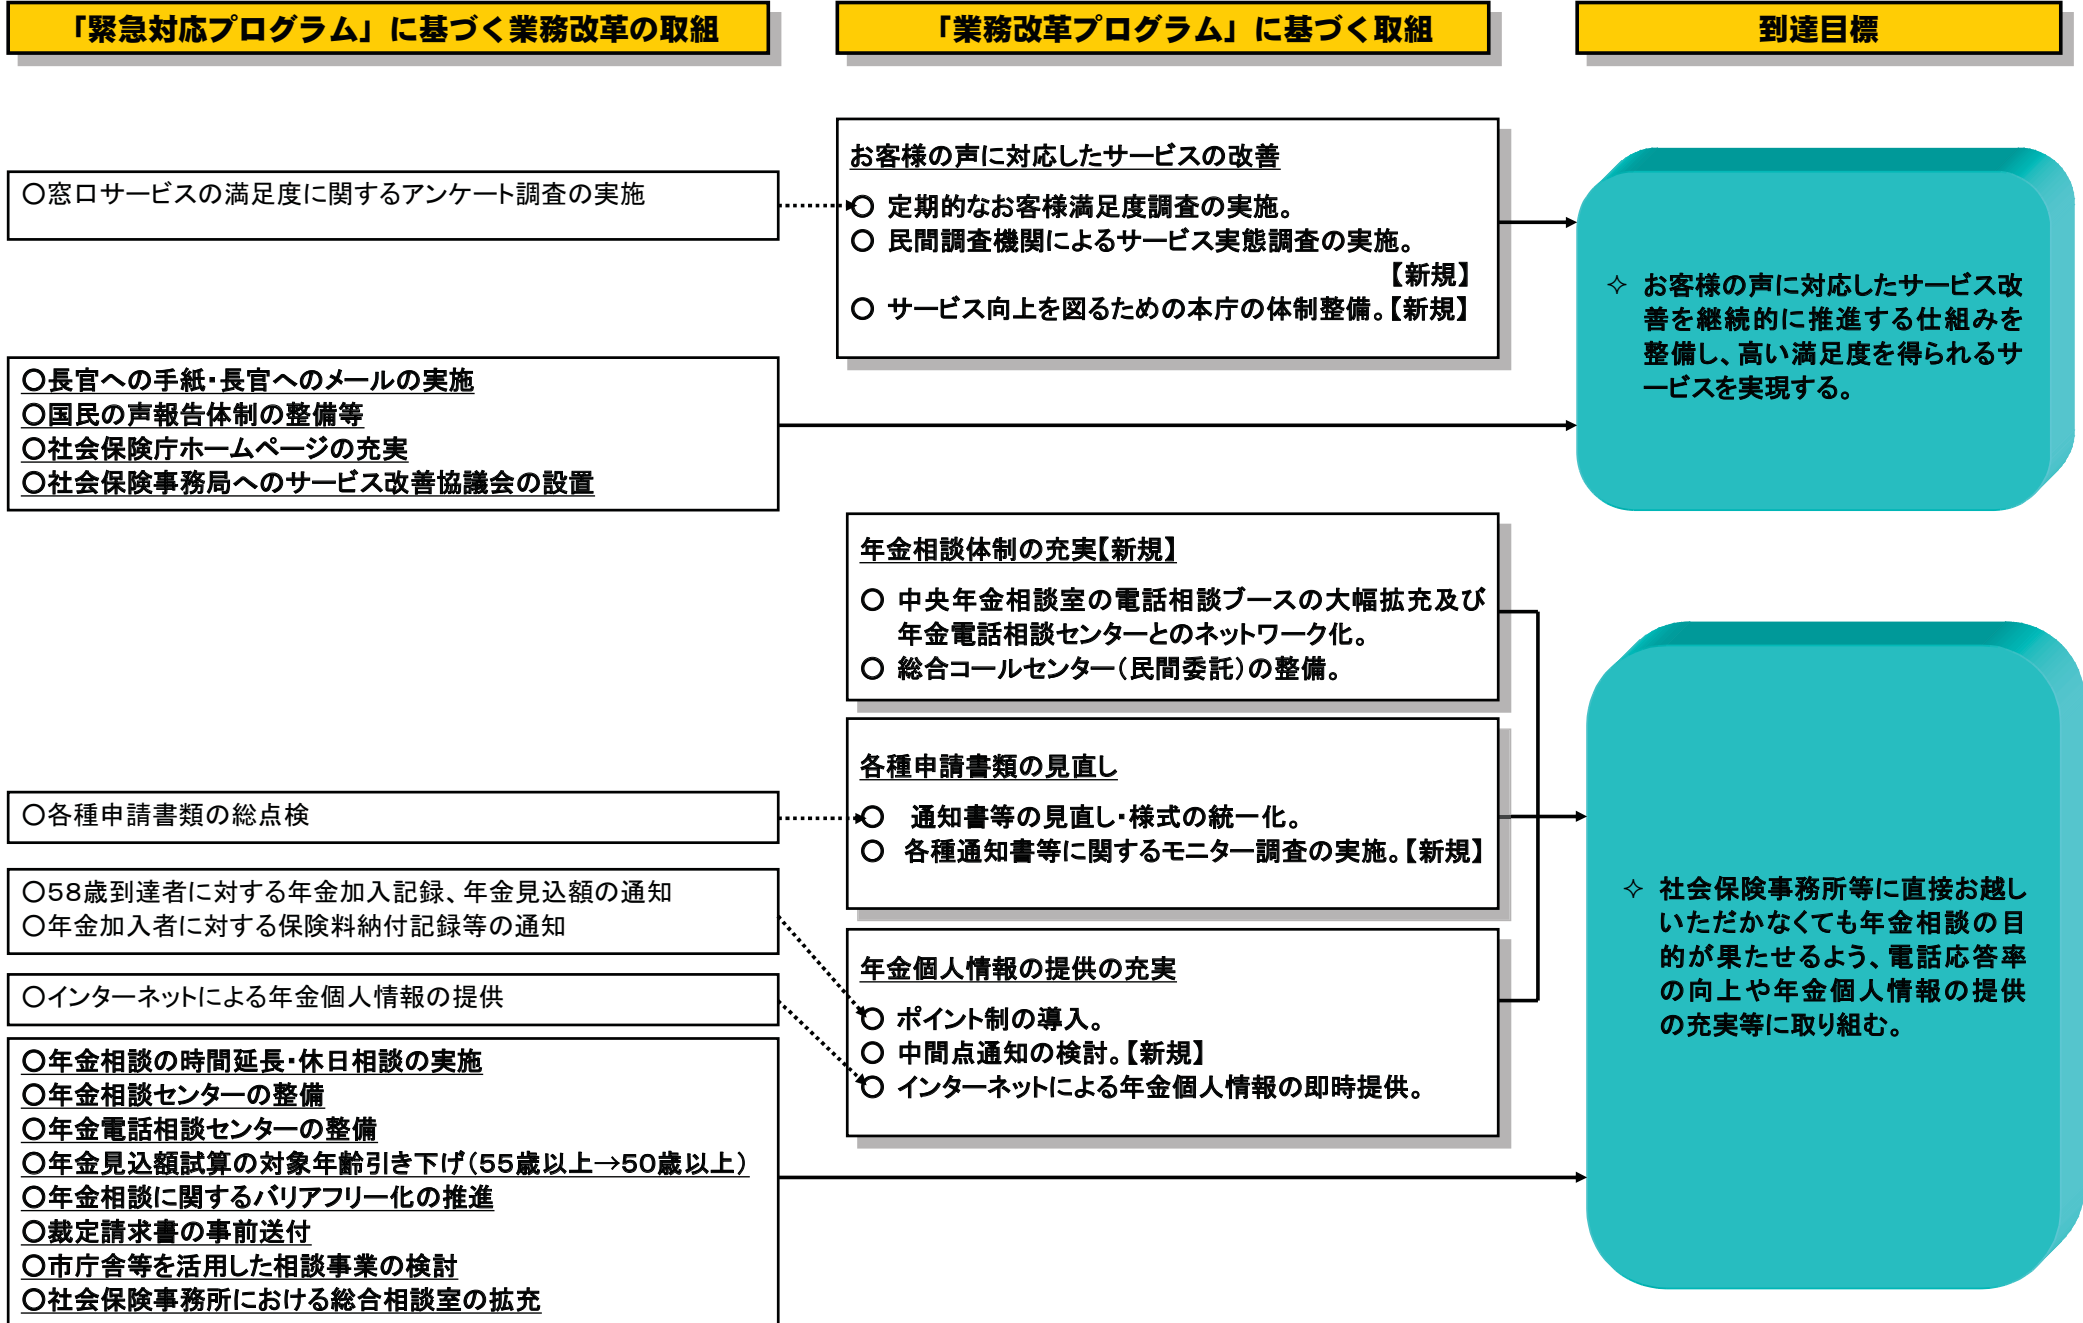 「緊急対応プログラム」に基づく業務改革の取組
「業務改革プログラム」に基づく取組
到達目標
○窓口サービスの満足度に関するアンケート調査の実施
お客様の声に対応したサービスの改善
○ 定期的なお客様満足度調査の実施。
○ 民間調査機関によるサービス実態調査の実施。
【新規】
○ サービス向上を図るための本庁の体制整備。【新規】
✧ お客様の声に対応したサービス改
善を継続的に推進する仕組みを
整備し、高い満足度を得られるサ
ービスを実現する。
○長官への手紙・長官へのメールの実施
○国民の声報告体制の整備等
○社会保険庁ホームページの充実
○社会保険事務局へのサービス改善協議会の設置
年金相談体制の充実【新規】
○ 中央年金相談室の電話相談ブースの大幅拡充及び
年金電話相談センターとのネットワーク化。
○ 総合コールセンター（民間委託）の整備。
○各種申請書類の総点検
各種申請書類の見直し
○ 通知書等の見直し・様式の統一化。
○ 各種通知書等に関するモニター調査の実施。【新規】
○58歳到達者に対する年金加入記録、年金見込額の通知
○年金加入者に対する保険料納付記録等の通知
○インターネットによる年金個人情報の提供
年金個人情報の提供の充実
○ ポイント制の導入。
○ 中間点通知の検討。【新規】
○ インターネットによる年金個人情報の即時提供。
✧ 社会保険事務所等に直接お越し
いただかなくても年金相談の目
的が果たせるよう、電話応答率
の向上や年金個人情報の提供
の充実等に取り組む。
○年金相談の時間延長・休日相談の実施
○年金相談センターの整備
○年金電話相談センターの整備
○年金見込額試算の対象年齢引き下げ（55歳以上→50歳以上）
○年金相談に関するバリアフリー化の推進
○裁定請求書の事前送付
○市庁舎等を活用した相談事業の検討
○社会保険事務所における総合相談室の拡充